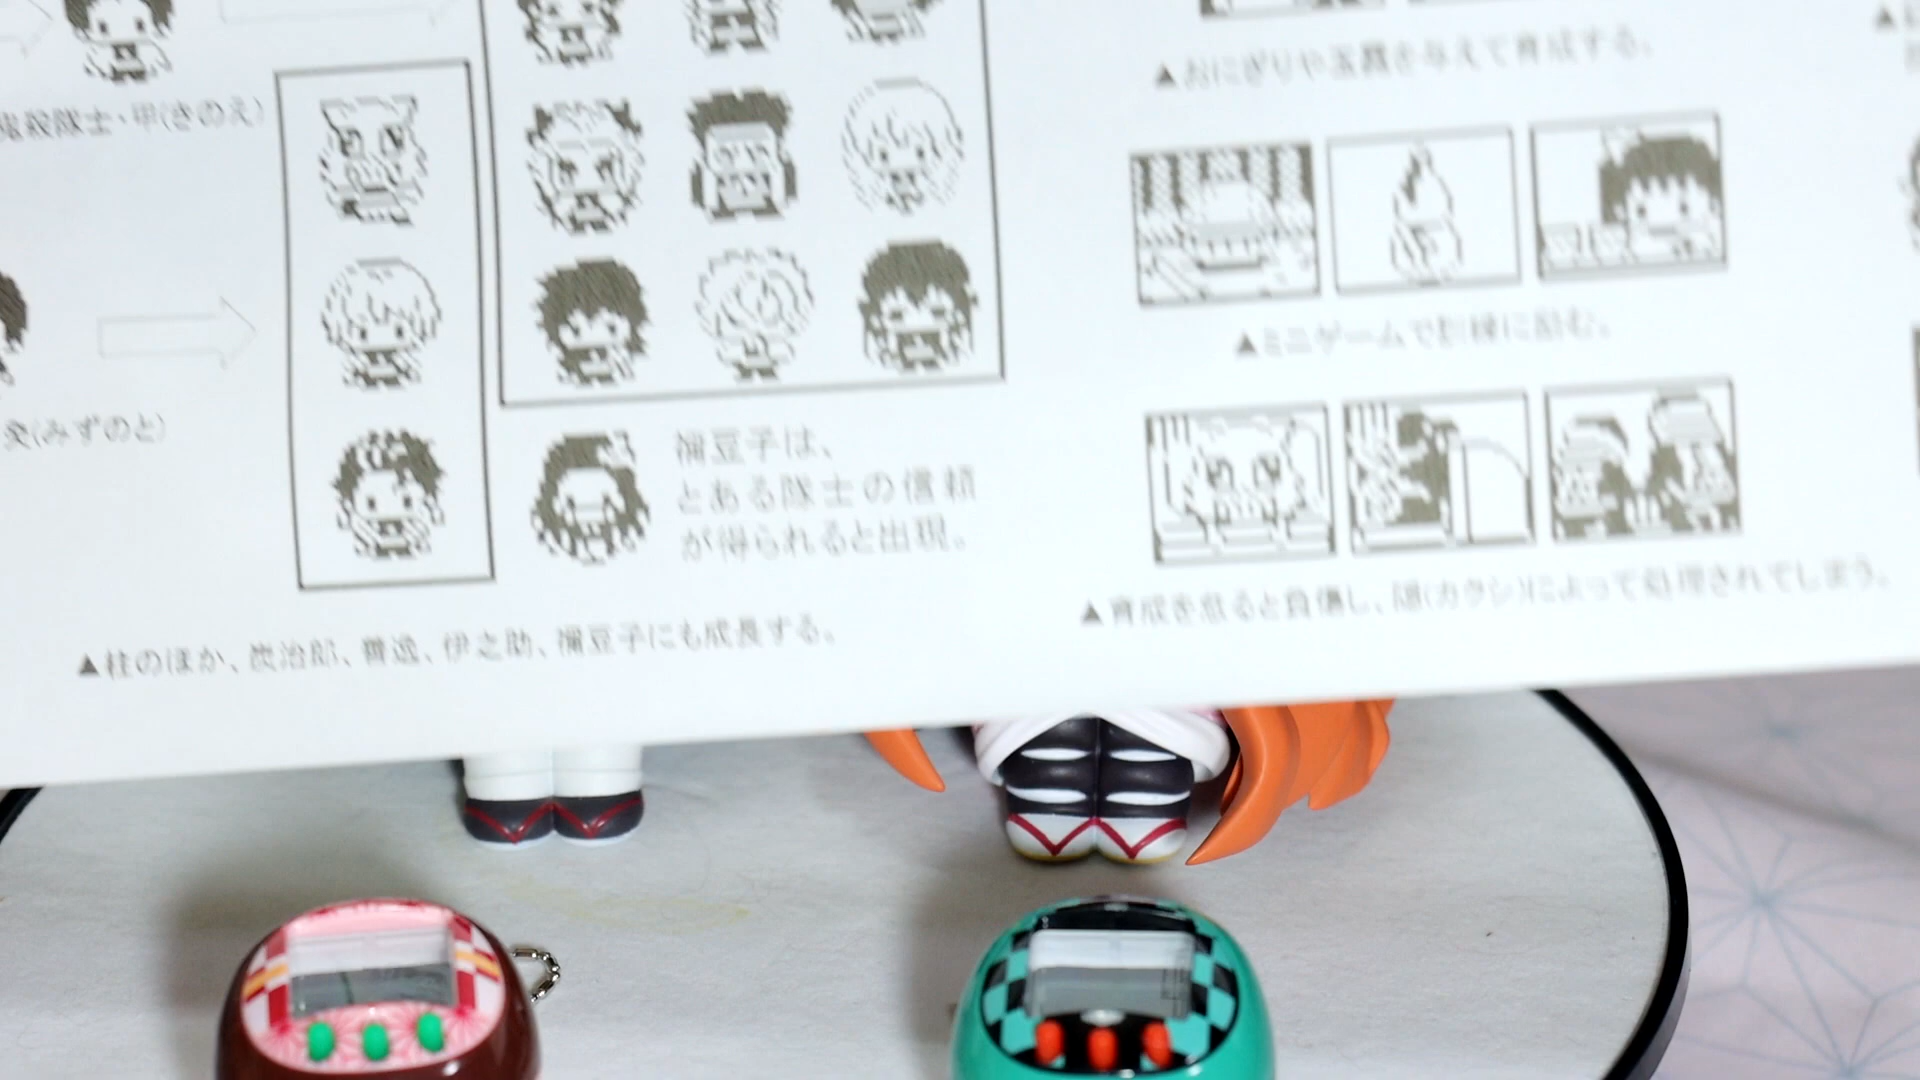 鬼殺隊士・甲(きのえ)
癸(みずのと)
禰豆子は、
とある隊士の信頼
が得られると出現。
▲柱のほか、炭治郎、善逸、伊之助、禰豆子にも成長する。
▲おにぎりや玉露を与えて育成する。
▲ミニゲームで訓練に励む。
▲育成を怠ると負傷し、隠(カクシ)によって処理されてしまう。